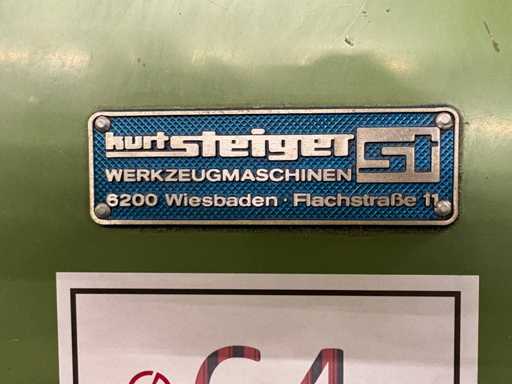 kurt steiger
WERKZEUGMASCHINEN
6200 Wiesbaden · Flachstraße 11